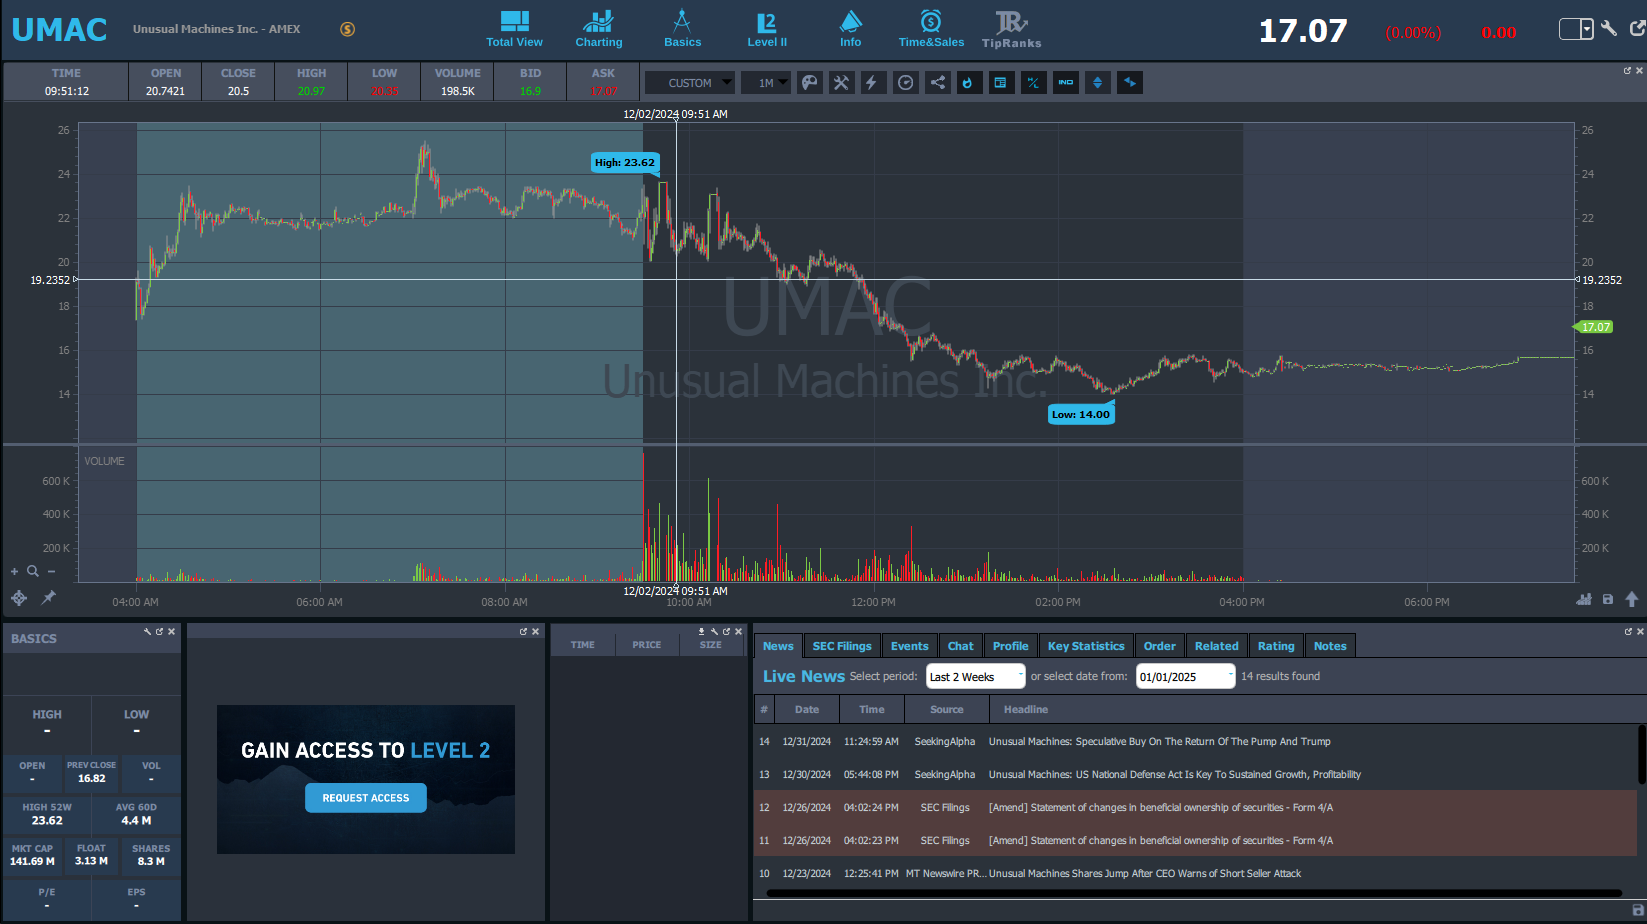 UMAC
Unusual Machines Inc. - AMEX
Total View
Charting
Basics
Level II
Info
Time&Sales
TipRanks
17.07
(0.00%)
0.00
TIME OPEN CLOSE HIGH LOW VOLUME BID ASK
09:51:12 20.7421 20.5 20.97 20.35 198.5K 16.9 17.07
CUSTOM
1M
12/02/2024 09:51 AM
26 26
High: 23.62
24 24
22 22
20 20
19.2352 19.2352
UMAC
18 18
17.07
16 16
Unusual Machines Inc.
14 14
Low: 14.00
VOLUME
600 K 600 K
400 K 400 K
200 K 200 K
12/02/2024 09:51 AM
04:00 AM 06:00 AM 08:00 AM 10:00 AM 12:00 PM 02:00 PM 04:00 PM 06:00 PM
BASICS
HIGH LOW
- -
OPEN PREV CLOSE VOL
- 16.82 -
HIGH 52W AVG 60D
23.62 4.4 M
MKT CAP FLOAT SHARES
141.69 M 3.13 M 8.3 M
P/E EPS
- -
GAIN ACCESS TO LEVEL 2
REQUEST ACCESS
TIME PRICE SIZE
News SEC Filings Events Chat Profile Key Statistics Order Related Rating Notes
Live News Select period: Last 2 Weeks or select date from: 01/01/2025 14 results found
# Date Time Source Headline
14 12/31/2024 11:24:59 AM SeekingAlpha Unusual Machines: Speculative Buy On The Return Of The Pump And Trump
13 12/30/2024 05:44:08 PM SeekingAlpha Unusual Machines: US National Defense Act Is Key To Sustained Growth, Profitability
12 12/26/2024 04:02:24 PM SEC Filings [Amend] Statement of changes in beneficial ownership of securities - Form 4/A
11 12/26/2024 04:02:23 PM SEC Filings [Amend] Statement of changes in beneficial ownership of securities - Form 4/A
10 12/23/2024 12:25:41 PM MT Newswire PR... Unusual Machines Shares Jump After CEO Warns of Short Seller Attack